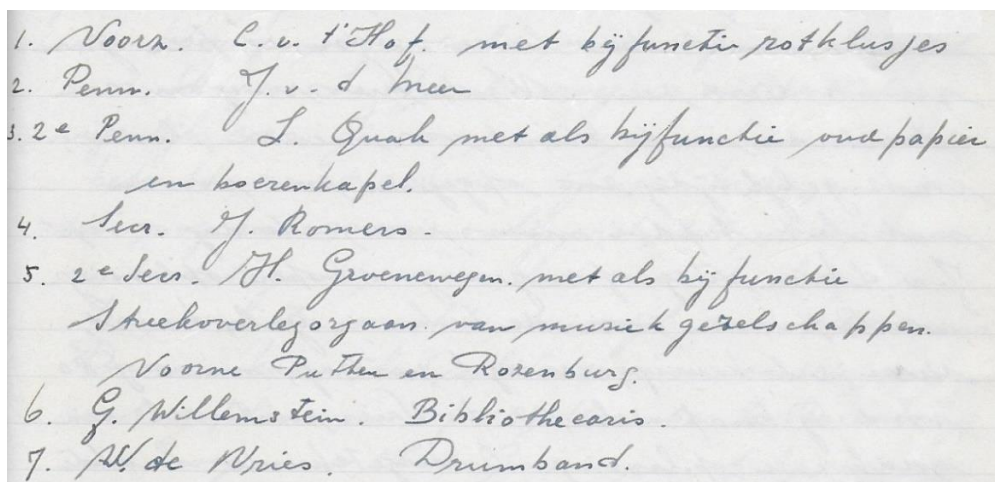 1. Voorz. C. v. t' Hof. met bijfunctie rotklusjes
2. Penn. J. v. d Meer
3. 2e Penn. L. Quak met als bijfunctie oud papier
en boerenkapel.
4. Secr. J. Romers.
5. 2e Secr. H. Groenewegen. met als bijfunctie
Streekoverlegorgaan. van muziekgezelschappen.
Voorne Putten en Rozenburg.
6. G. Willemstein. Bibliothecaris.
7. W. de Vries. Drumband.